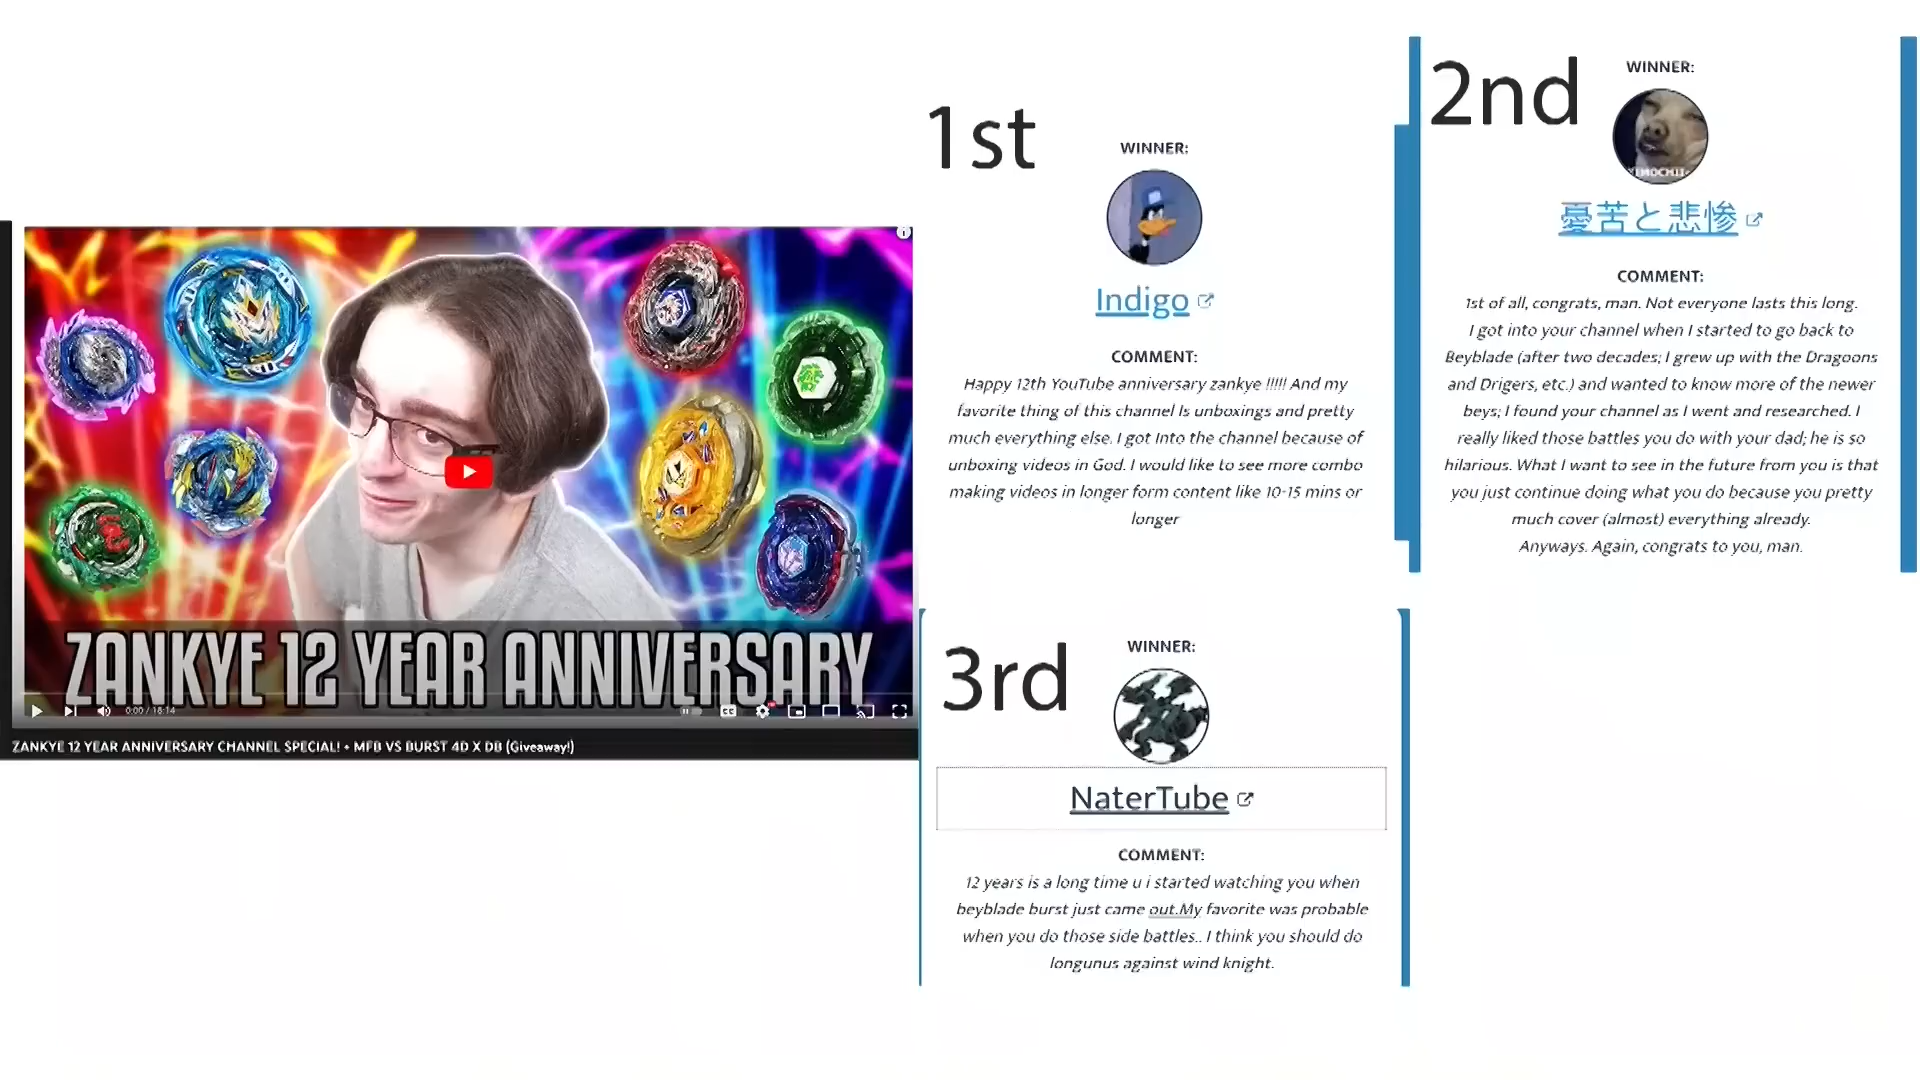 ZANKYE 12 YEAR ANNIVERSARY
0:00 / 18:14
ZANKYE 12 YEAR ANNIVERSARY CHANNEL SPECIAL! + MFB VS BURST 4D X DB (Giveaway!)
1st
WINNER:
Indigo
COMMENT:
Happy 12th YouTube anniversary zankye !!!!! And my
favorite thing of this channel Is unboxings and pretty
much everything else. I got Into the channel because of
unboxing videos in God. I would like to see more combo
making videos in longer form content like 10-15 mins or
longer
2nd
WINNER:
憂苦と悲惨
COMMENT:
1st of all, congrats, man. Not everyone lasts this long.
I got into your channel when I started to go back to
Beyblade (after two decades; I grew up with the Dragoons
and Drigers, etc.) and wanted to know more of the newer
beys; I found your channel as I went and researched. I
really liked those battles you do with your dad; he is so
hilarious. What I want to see in the future from you is that
you just continue doing what you do because you pretty
much cover (almost) everything already.
Anyways. Again, congrats to you, man.
3rd
WINNER:
NaterTube
COMMENT:
12 years is a long time u i started watching you when
beyblade burst just came out.My favorite was probable
when you do those side battles.. I think you should do
longunus against wind knight.